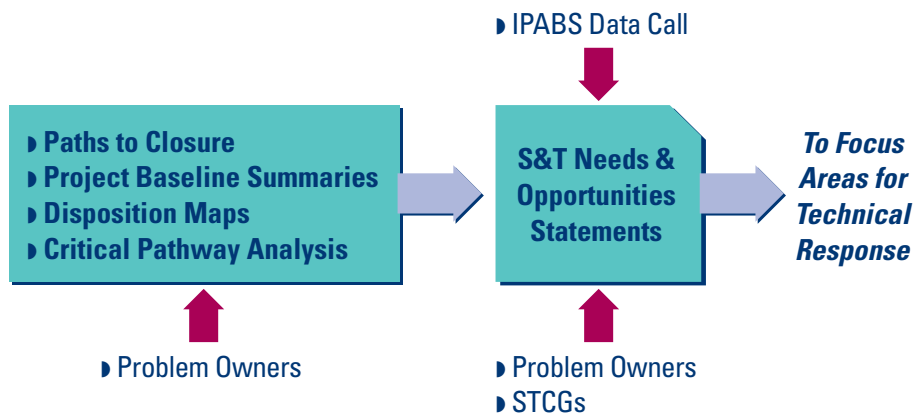 ◗ IPABS Data Call
◗ Paths to Closure
◗ Project Baseline Summaries
◗ Disposition Maps
◗ Critical Pathway Analysis
S&T Needs &
Opportunities
Statements
To Focus
Areas for
Technical
Response
◗ Problem Owners
◗ Problem Owners
◗ STCGs